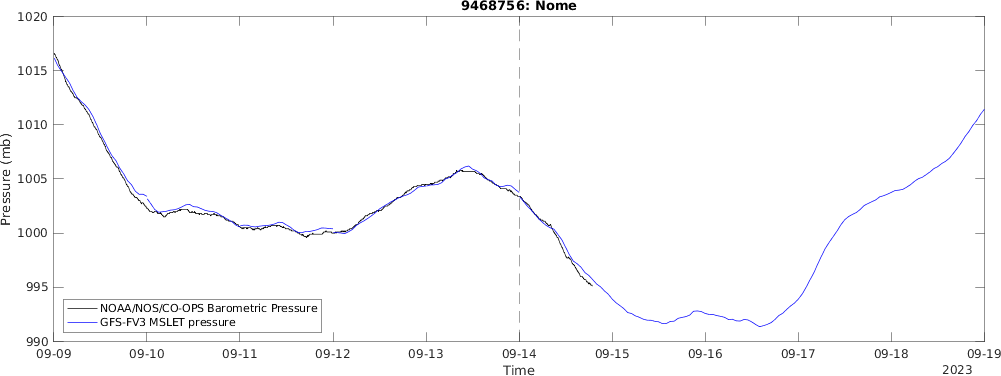 9468756: Nome
1020
1015
1010
1005
1000
995
990
Pressure (mb)
NOAA/NOS/CO-OPS Barometric Pressure
GFS-FV3 MSLET pressure
09-09 09-10 09-11 09-12 09-13 09-14 09-15 09-16 09-17 09-18 09-19
Time
2023